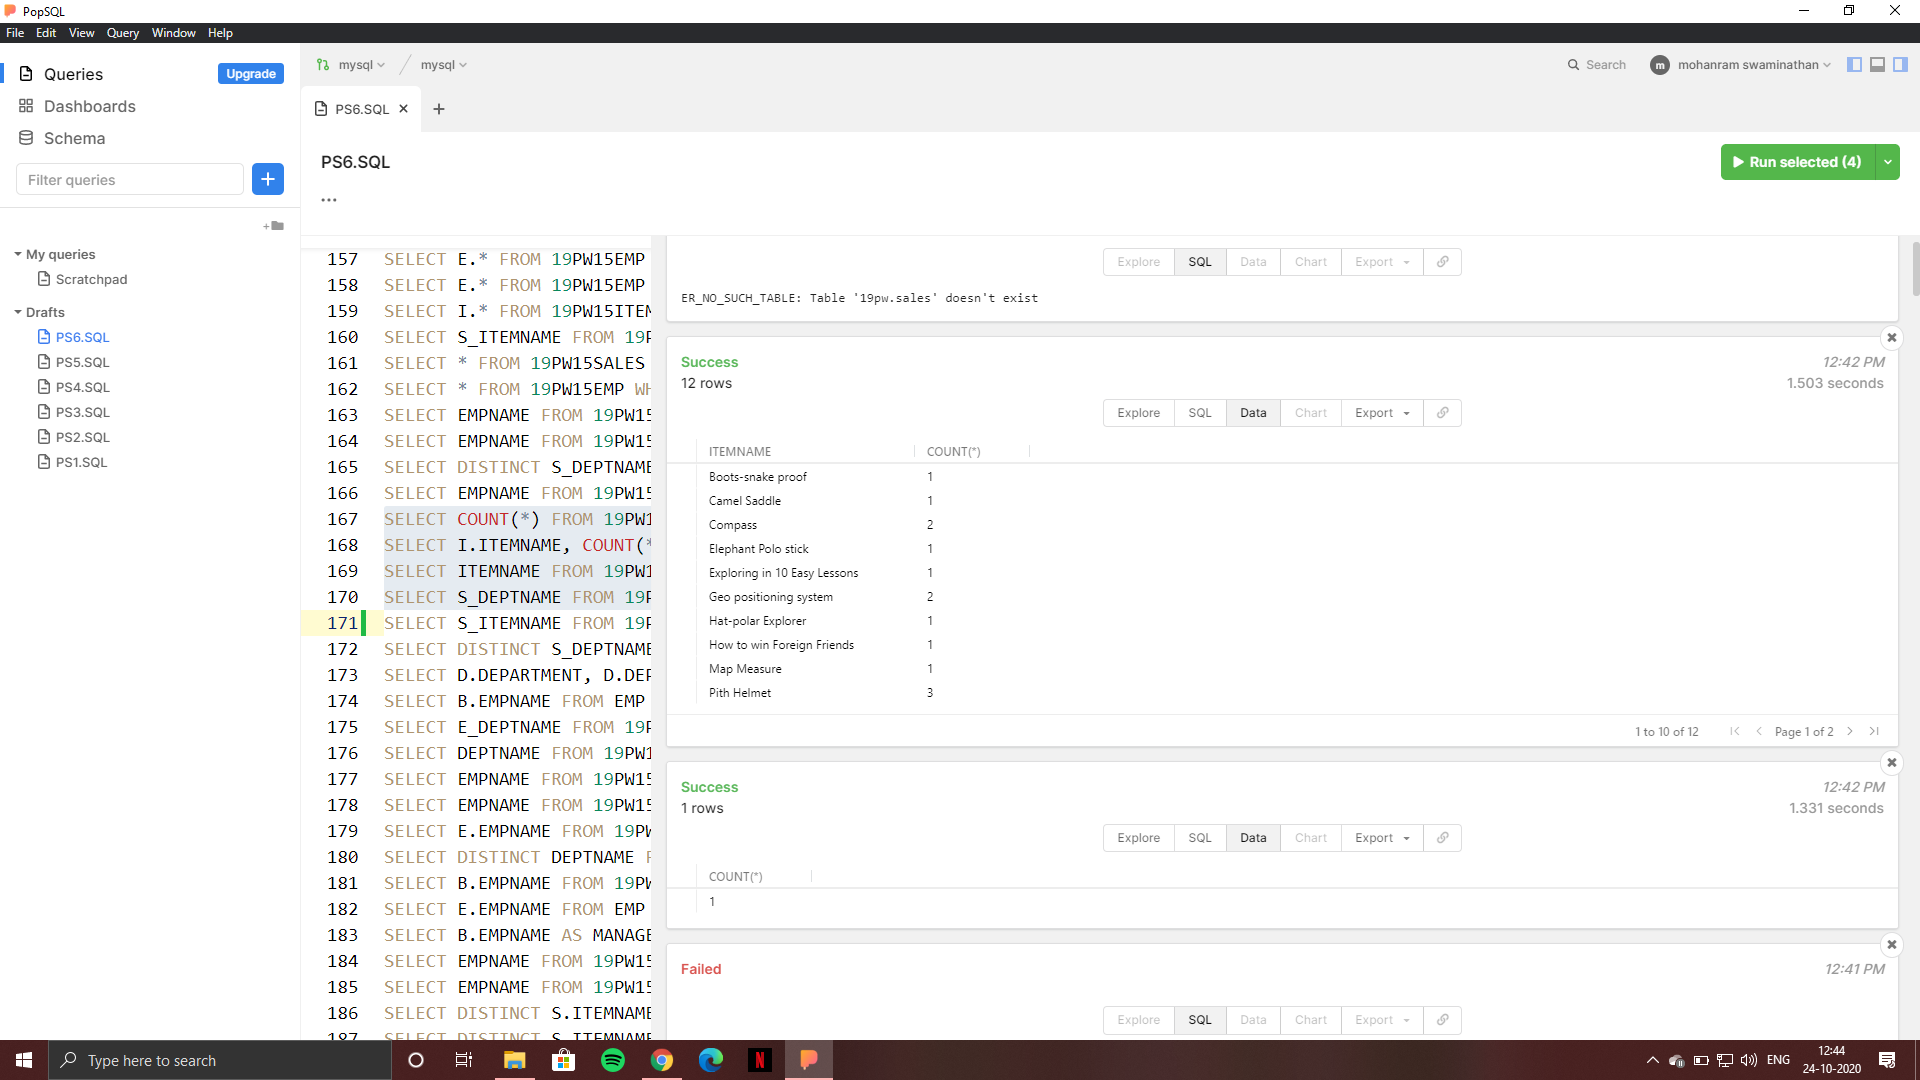 PopSQL
File Edit View Query Window Help
Queries
Upgrade
Dashboards
Schema
Filter queries
My queries
Scratchpad
Drafts
PS6.SQL
PS5.SQL
PS4.SQL
PS3.SQL
PS2.SQL
PS1.SQL
mysql mysql
Search
m mohanram swaminathan
PS6.SQL
PS6.SQL
...
Run selected (4)
157 SELECT E.* FROM 19PW15EMP
158 SELECT E.* FROM 19PW15EMP
159 SELECT I.* FROM 19PW15ITEM
160 SELECT S_ITEMNAME FROM 19P
161 SELECT * FROM 19PW15SALES
162 SELECT * FROM 19PW15EMP WH
163 SELECT EMPNAME FROM 19PW15
164 SELECT EMPNAME FROM 19PW15
165 SELECT DISTINCT S_DEPTNAME
166 SELECT EMPNAME FROM 19PW15
167 SELECT COUNT(*) FROM 19PW1
168 SELECT I.ITEMNAME, COUNT(*
169 SELECT ITEMNAME FROM 19PW1
170 SELECT S_DEPTNAME FROM 19P
171 SELECT S_ITEMNAME FROM 19P
172 SELECT DISTINCT S_DEPTNAME
173 SELECT D.DEPARTMENT, D.DEP
174 SELECT B.EMPNAME FROM EMP
175 SELECT E_DEPTNAME FROM 19P
176 SELECT DEPTNAME FROM 19PW1
177 SELECT EMPNAME FROM 19PW15
178 SELECT EMPNAME FROM 19PW15
179 SELECT E.EMPNAME FROM 19PW
180 SELECT DISTINCT DEPTNAME F
181 SELECT B.EMPNAME FROM 19PW
182 SELECT E.EMPNAME FROM EMP
183 SELECT B.EMPNAME AS MANAGE
184 SELECT EMPNAME FROM 19PW15
185 SELECT EMPNAME FROM 19PW15
186 SELECT DISTINCT S.ITEMNAME
187 SELECT DISTINCT S.ITEMNAME
Explore SQL Data Chart Export
ER_NO_SUCH_TABLE: Table '19pw.sales' doesn't exist
Success 12:42 PM
12 rows 1.503 seconds
Explore SQL Data Chart Export
ITEMNAME COUNT(*)
Boots-snake proof 1
Camel Saddle 1
Compass 2
Elephant Polo stick 1
Exploring in 10 Easy Lessons 1
Geo positioning system 2
Hat-polar Explorer 1
How to win Foreign Friends 1
Map Measure 1
Pith Helmet 3
1 to 10 of 12 Page 1 of 2
Success 12:42 PM
1 rows 1.331 seconds
Explore SQL Data Chart Export
COUNT(*)
1
Failed 12:41 PM
Explore SQL Data Chart Export
Type here to search
N
ENG
12:44
24-10-2020